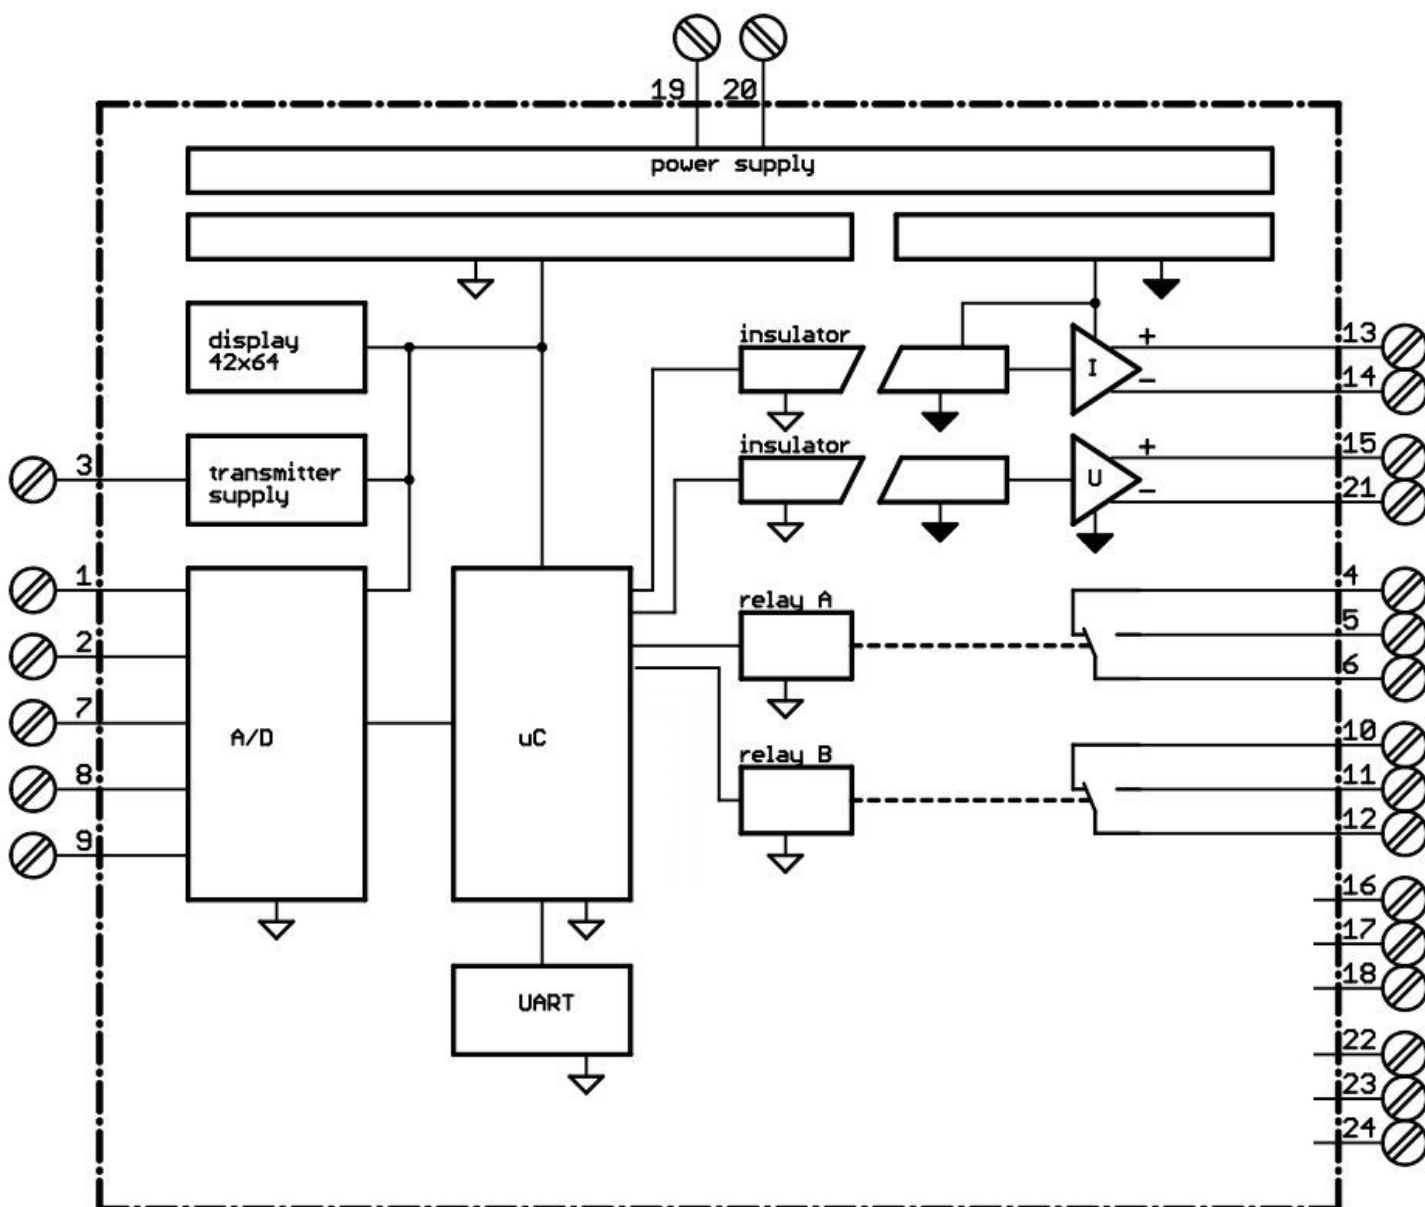 19 20
power supply
display
42x64
insulator
+
13
I
-
14
insulator
+
15
3
transmitter
supply
U
-
21
1
relay A
4
2
5
6
7
A/D
uC
relay B
10
8
11
9
12
16
17
18
UART
22
23
24